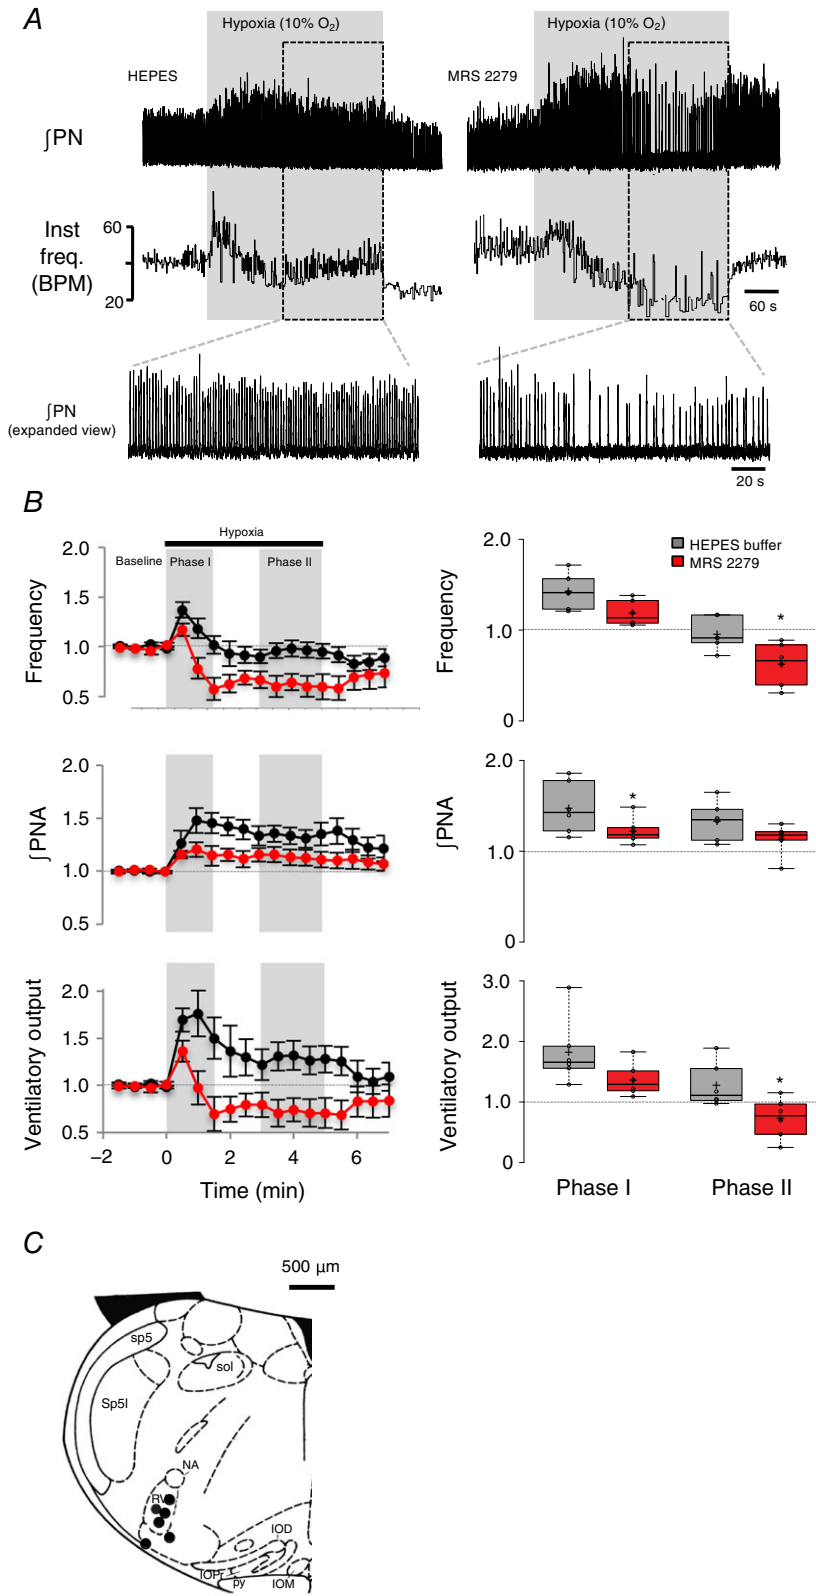 A
Hypoxia (10% O₂)
Hypoxia (10% O₂)
HEPES
MRS 2279
∫PN
Inst
freq.
(BPM)
60
20
60 s
∫PN
(expanded view)
20 s
B
Hypoxia
Baseline
Phase I
Phase II
Frequency
2.0
1.5
1.0
0.5
Frequency
2.0
1.0
0
HEPES buffer
MRS 2279
*
∫PNA
2.0
1.5
1.0
0.5
∫PNA
2.0
1.0
0
*
Ventilatory output
2.0
1.5
1.0
0.5
−2
0
2
4
6
Time (min)
Ventilatory output
3.0
2.0
1.0
0
*
Phase I
Phase II
C
500 µm
sp5
sol
Sp5I
NA
IOD
IOP
py
IOM